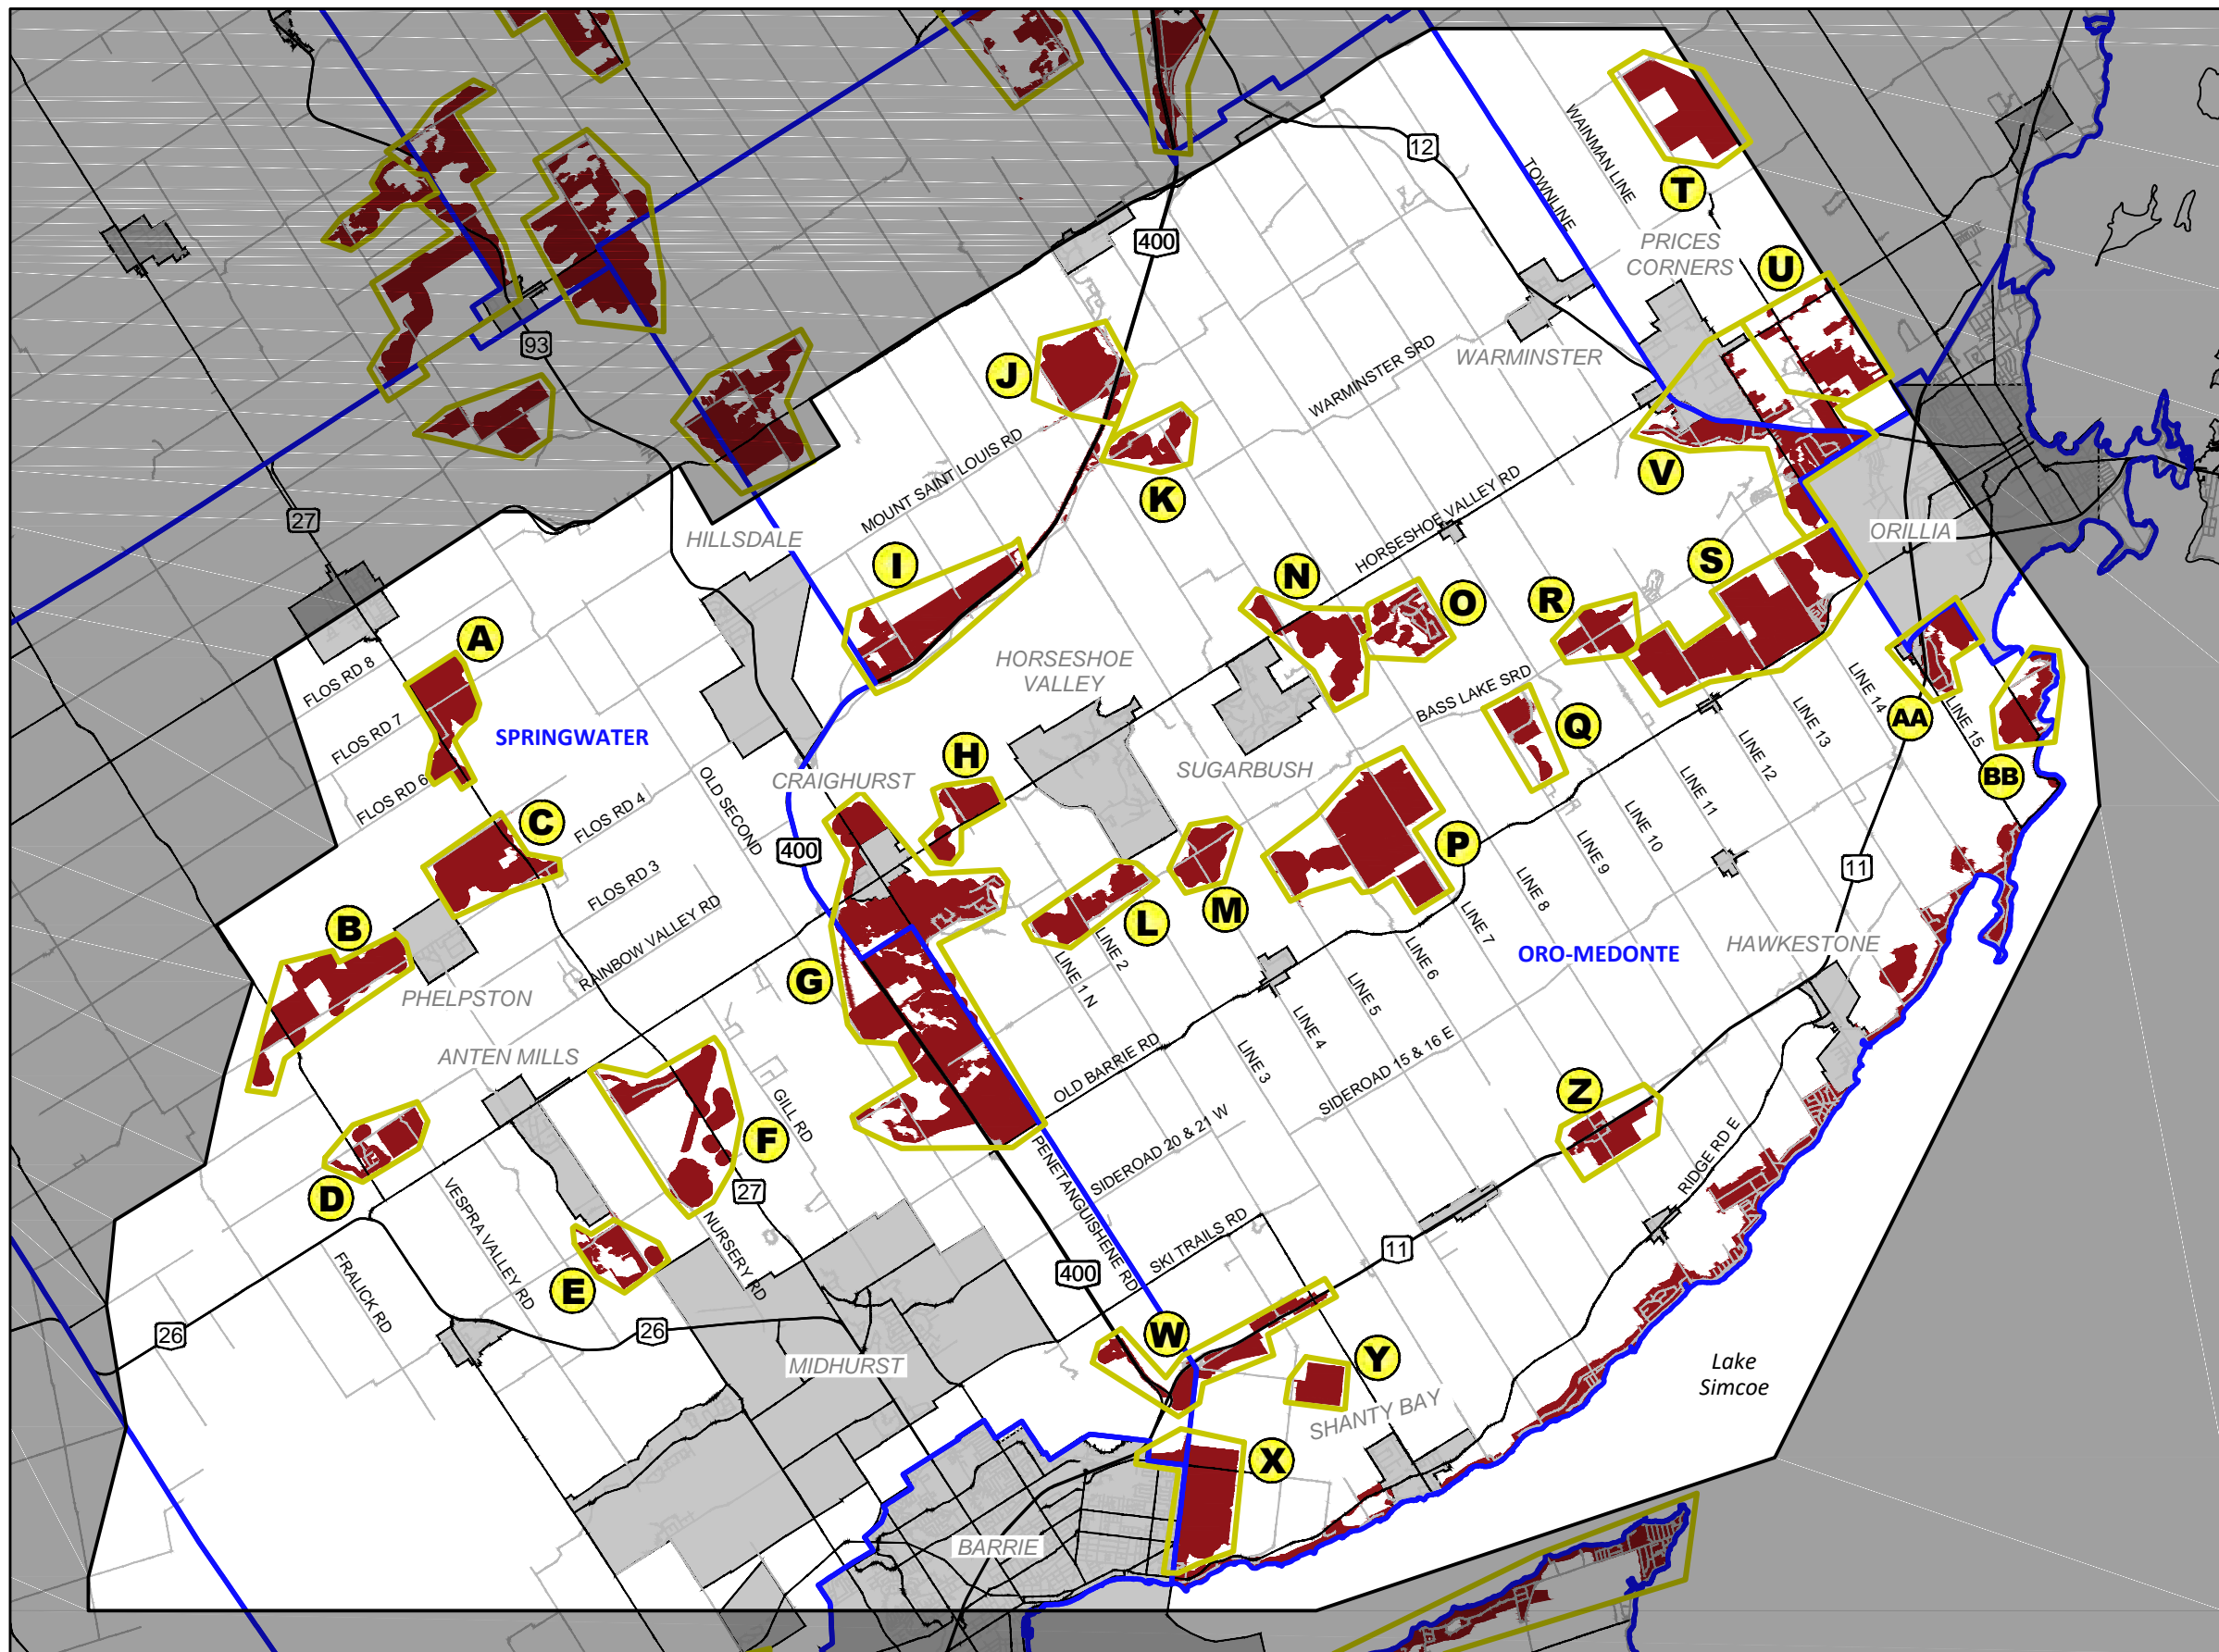 12
WAINMAN LINE
TOWNLINE
T
400
PRICES
CORNERS
U
93
J
WARMINSTER SRD
WARMINSTER
27
MOUNT SAINT LOUIS RD
K
V
HORSESHOE VALLEY RD
HILLSDALE
ORILLIA
I
N
O
R
S
A
FLOS RD 8
HORSESHOE
VALLEY
BASS LAKE SRD
LINE 14
FLOS RD 7
SPRINGWATER
LINE 13
LINE 15
AA
Q
LINE 12
FLOS RD 6
CRAIGHURST
H
SUGARBUSH
BB
OLD SECOND
LINE 11
C
FLOS RD 4
LINE 10
400
LINE 9
P
11
FLOS RD 3
LINE 8
B
RAINBOW VALLEY RD
L
M
LINE 7
LINE 2
HAWKESTONE
PHELPSTON
G
LINE 1 N
LINE 6
ORO-MEDONTE
LINE 5
ANTEN MILLS
LINE 4
OLD BARRIE RD
LINE 3
SIDEROAD 15 & 16 E
Z
GILL RD
F
D
SIDEROAD 20 & 21 W
RIDGE RD E
27
VESPRA VALLEY RD
NURSERY RD
PENETANGUISHENE RD
SKI TRAILS RD
11
FRALICK RD
E
400
26
26
W
Y
MIDHURST
Lake
Simcoe
SHANTY BAY
X
BARRIE